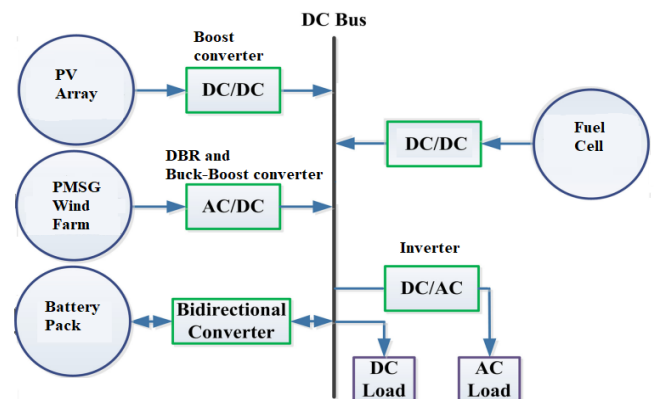 DC Bus
Boost
converter
PV
Array
DC/DC
DC/DC
Fuel
Cell
DBR and
Buck-Boost converter
PMSG
Wind
Farm
AC/DC
Inverter
DC/AC
Battery
Pack
Bidirectional
Converter
DC
Load
AC
Load